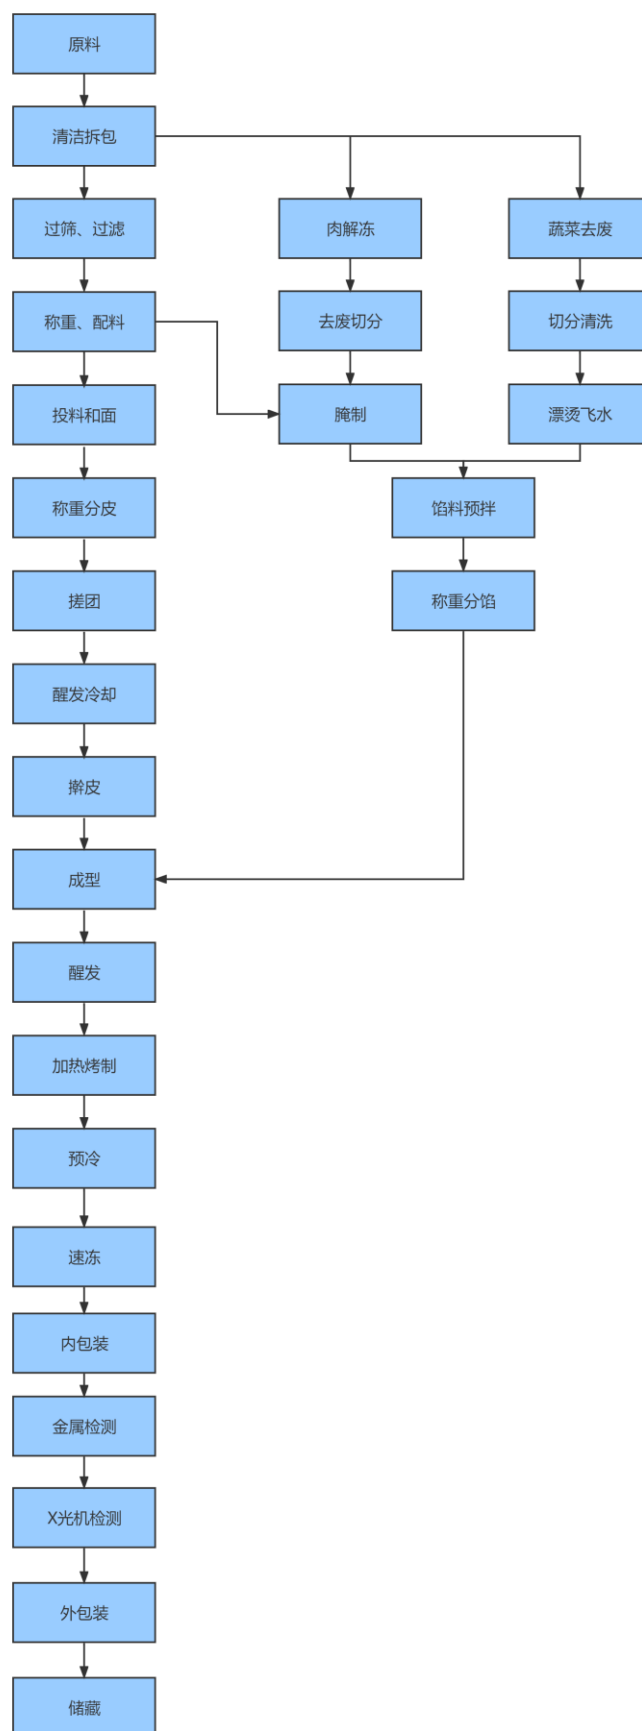 原料
清洁拆包
过筛、过滤
肉解冻
蔬菜去废
称重、配料
去废切分
切分清洗
投料和面
腌制
漂烫飞水
称重分皮
馅料预拌
搓团
称重分馅
醒发冷却
擀皮
成型
醒发
加热烤制
预冷
速冻
内包装
金属检测
X光机检测
外包装
储藏